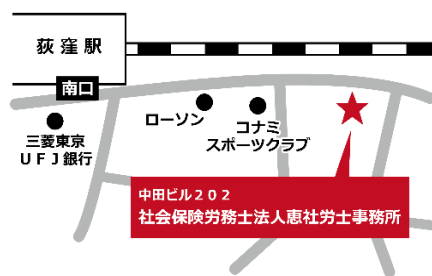 荻窪駅
南口
三菱東京
UFJ銀行
ローソン
コナミ
スポーツクラブ
中田ビル２０２
社会保険労務士法人恵社労士事務所